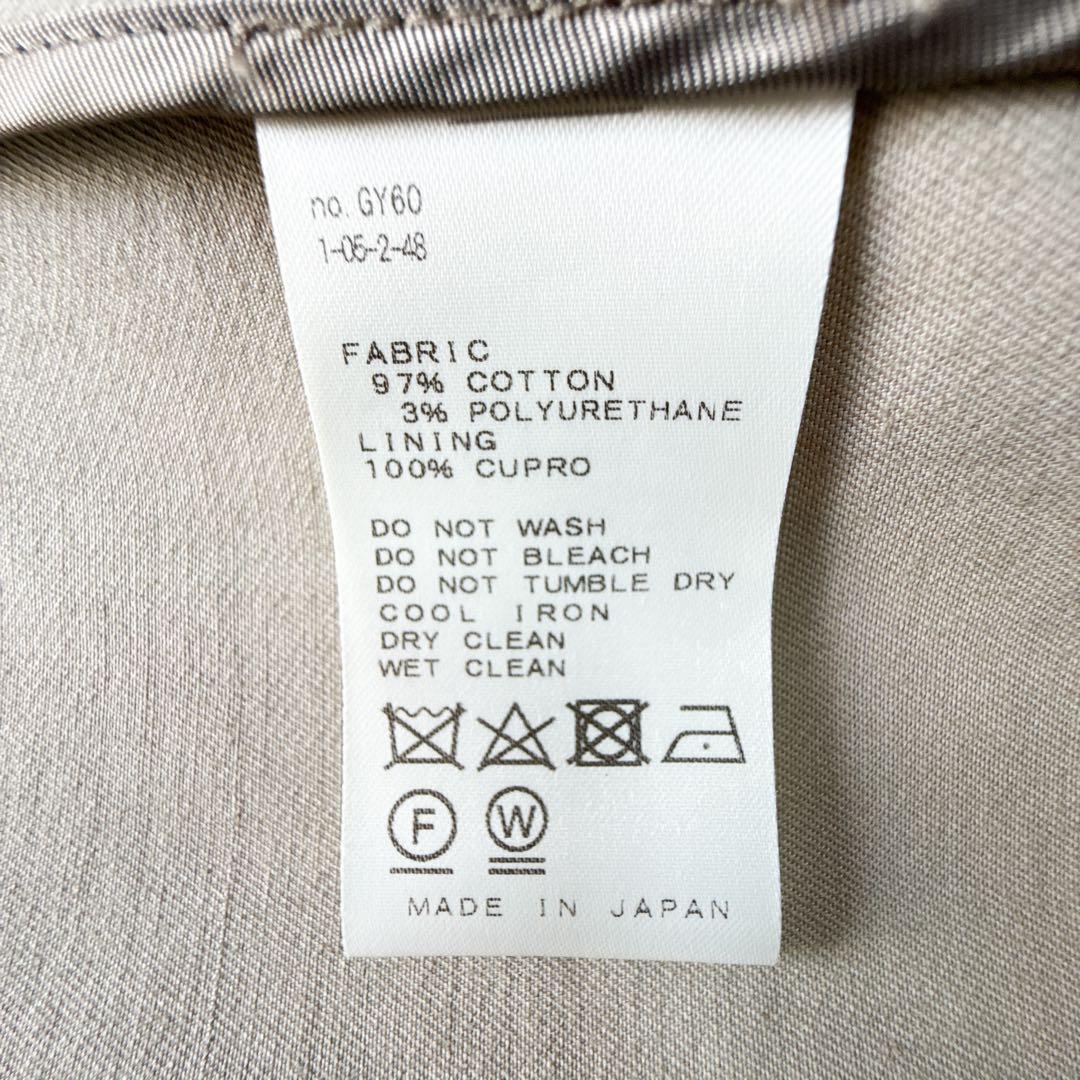 no. GY60
1-05-2-48
FABRIC
97% COTTON
3% POLYURETHANE
LINING
100% CUPRO
DO NOT WASH
DO NOT BLEACH
DO NOT TUMBLE DRY
COOL IRON
DRY CLEAN
WET CLEAN
F W
MADE IN JAPAN